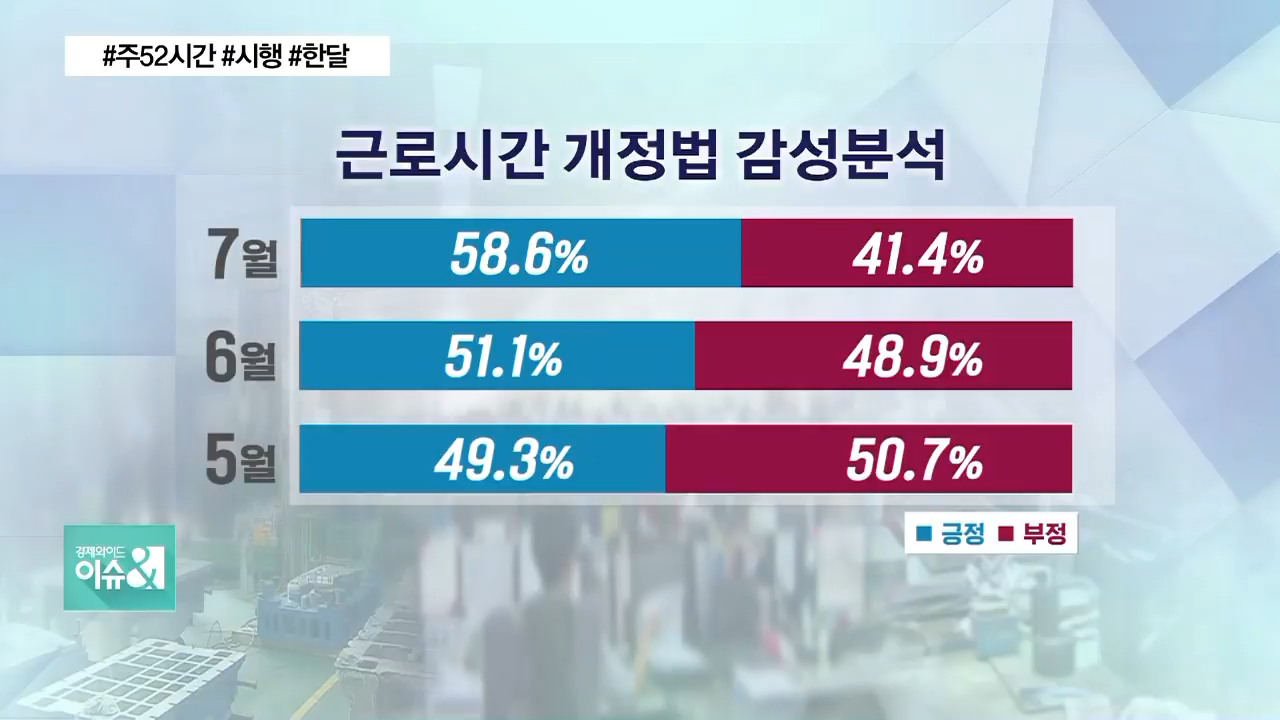 #주52시간 #시행 #한달
근로시간 개정법 감성분석
7월 58.6% 41.4%
6월 51.1% 48.9%
5월 49.3% 50.7%
긍정 부정
경제와이드
이슈&